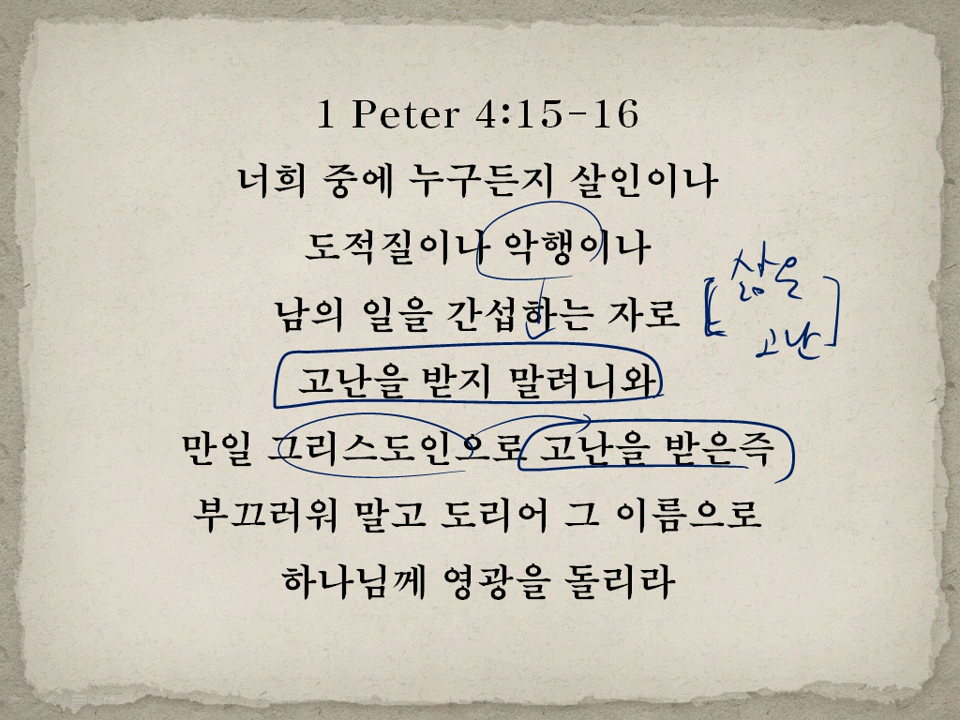 1 Peter 4:15-16
너희 중에 누구든지 살인이나
도적질이나 악행이나
남의 일을 간섭하는 자로
고난을 받지 말려니와
만일 그리스도인으로 고난을 받은즉
부끄러워 말고 도리어 그 이름으로
하나님께 영광을 돌리라
삶은
고난